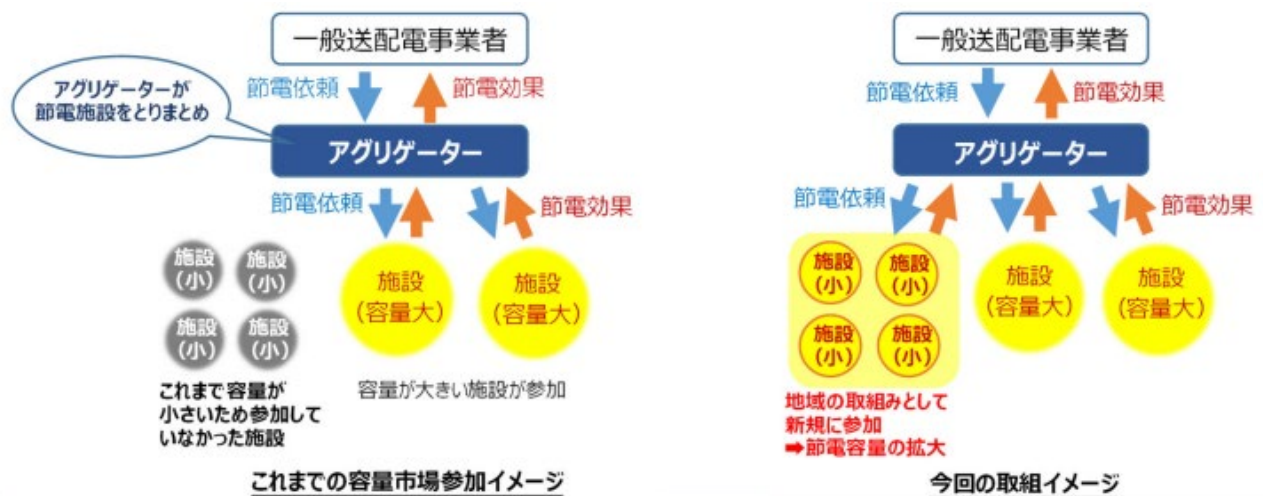 一般送配電事業者
アグリゲーターが
節電施設をとりまとめ
節電依頼
節電効果
アグリゲーター
節電依頼
節電効果
施設
(小)
施設
(小)
施設
(小)
施設
(小)
施設
(容量大)
施設
(容量大)
これまで容量が
小さいため参加して
いなかった施設
容量が大きい施設が参加
これまでの容量市場参加イメージ
一般送配電事業者
節電依頼
節電効果
アグリゲーター
節電依頼
節電効果
施設
(小)
施設
(小)
施設
(小)
施設
(小)
施設
(容量大)
施設
(容量大)
地域の取組みとして
新規に参加
➡節電容量の拡大
今回の取組イメージ